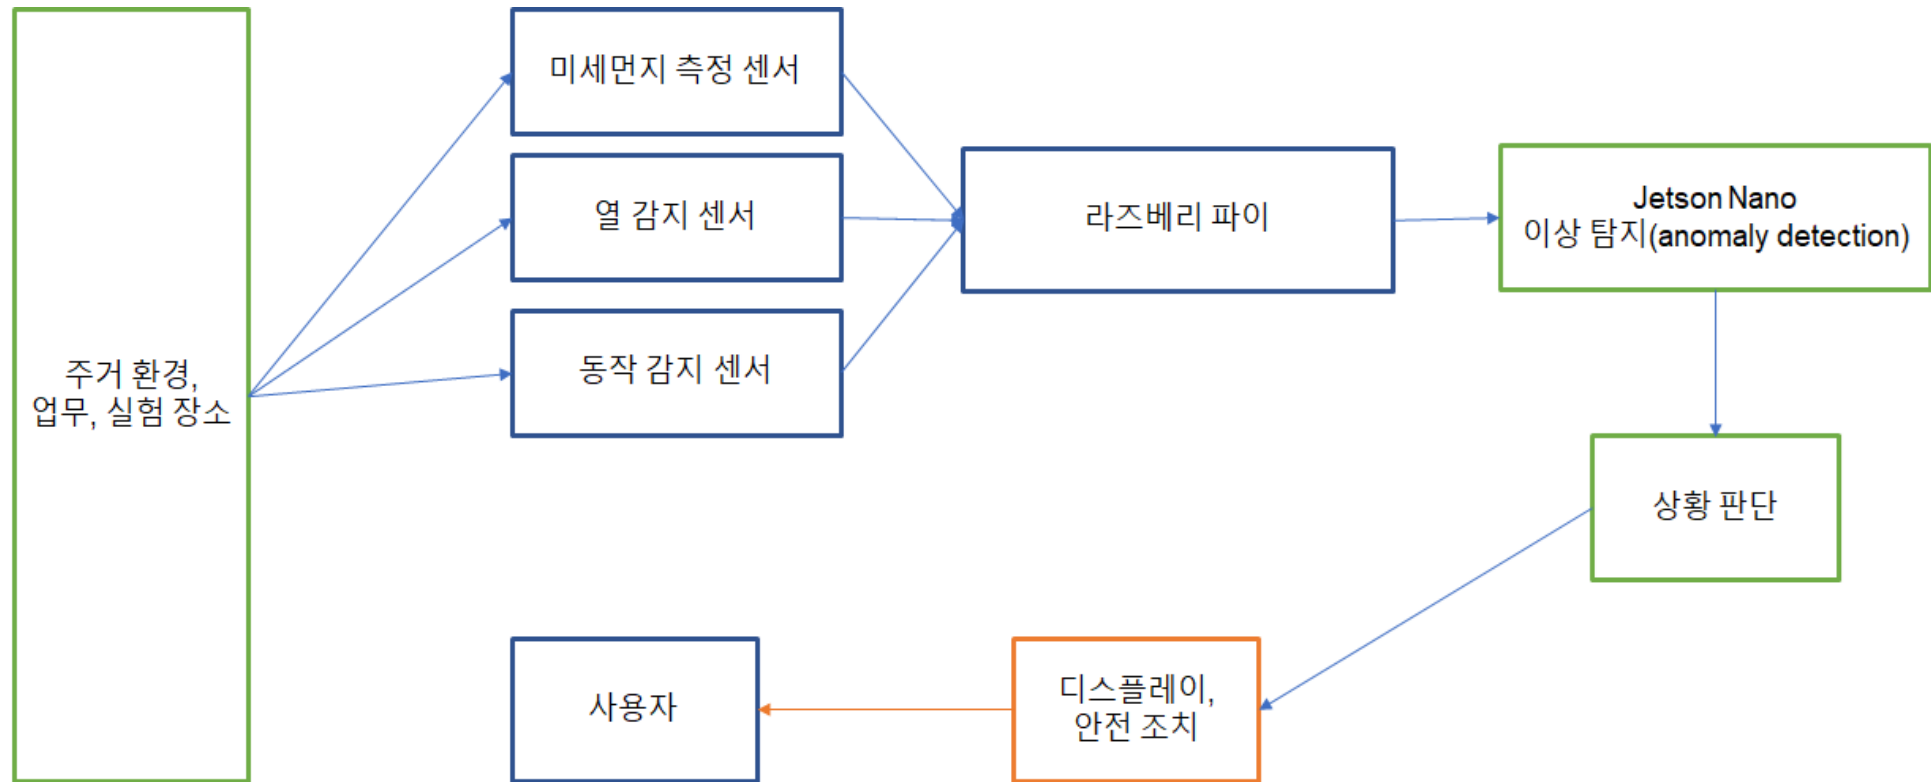 미세먼지 측정 센서
열 감지 센서
동작 감지 센서
주거 환경,
업무, 실험 장소
라즈베리 파이
Jetson Nano
이상 탐지(anomaly detection)
상황 판단
디스플레이,
안전 조치
사용자